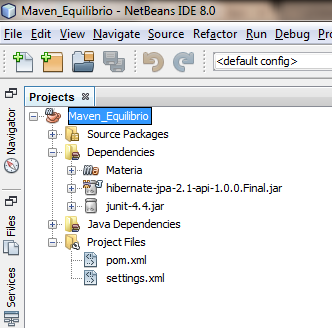 Maven_Equilibrio - NetBeans IDE 8.0
File Edit View Navigate Source Refactor Run Debug P
<default config>
Projects
Navigator
Files
Services
Maven_Equilibrio
Source Packages
Dependencies
Materia
hibernate-jpa-2.1-api-1.0.0.Final.jar
junit-4.4.jar
Java Dependencies
Project Files
pom.xml
settings.xml